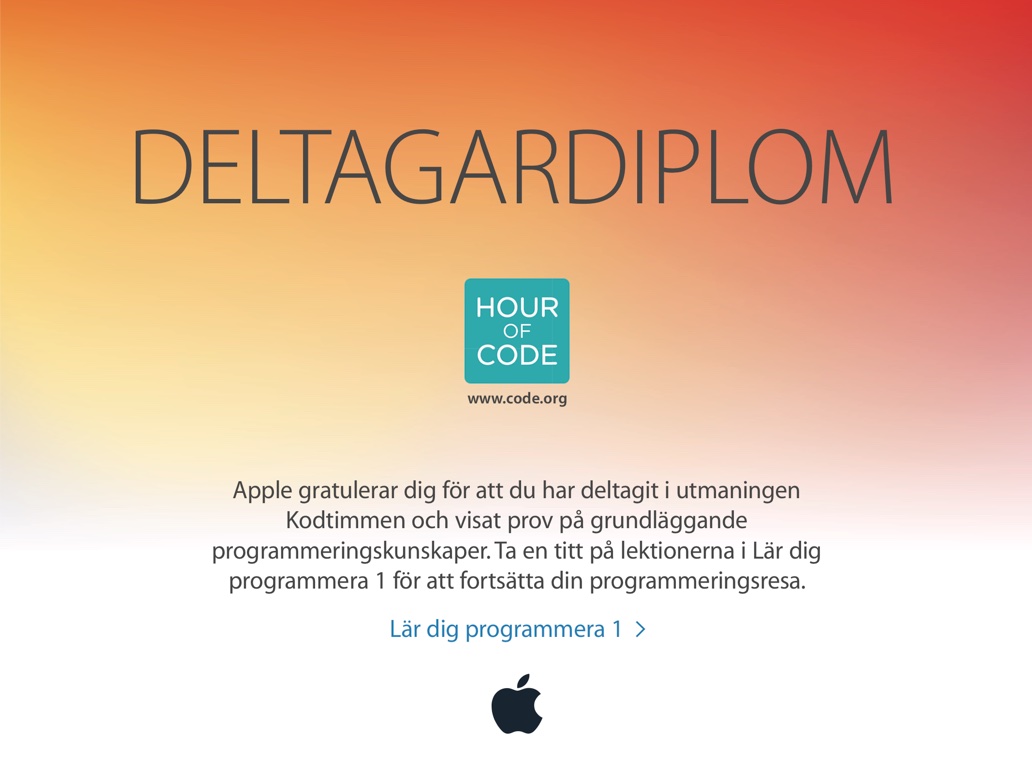 DELTAGARDIPLOM
HOUR
OF
CODE
www.code.org
Apple gratulerar dig för att du har deltagit i utmaningen
Kodtimmen och visat prov på grundläggande
programmeringskunskaper. Ta en titt på lektionerna i Lär dig
programmera 1 för att fortsätta din programmeringsresa.
Lär dig programmera 1 >